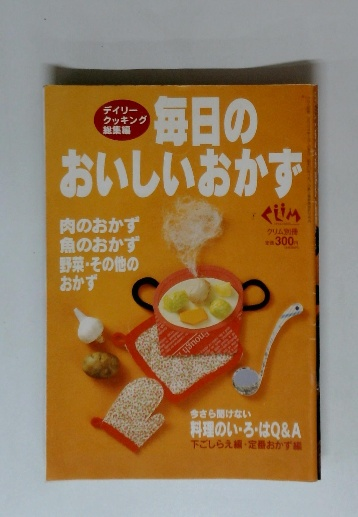 デイリー
クッキング
総集編
毎日の
おいしいおかず
CLiM
クリム別冊
定価300円
肉のおかず
魚のおかず
野菜・その他の
おかず
今さら聞けない
料理のい・ろ・はQ&A
下ごしらえ編・定番おかず編